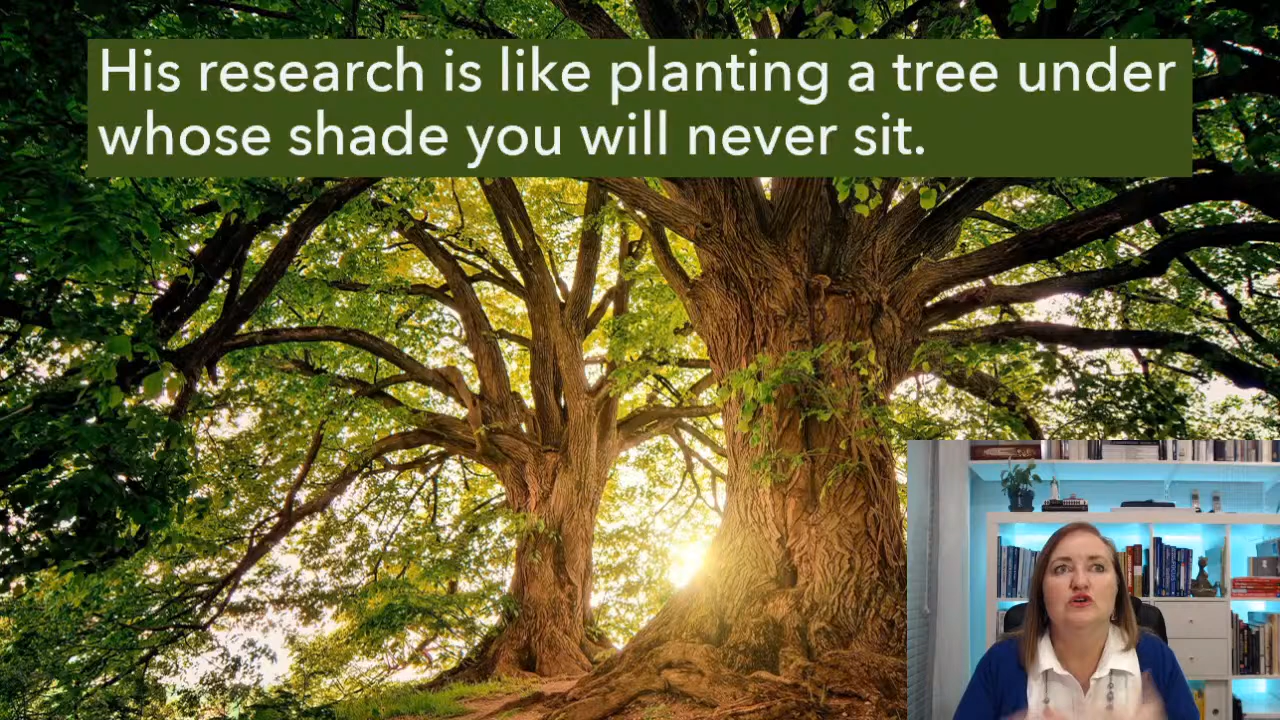 His research is like planting a tree under
whose shade you will never sit.